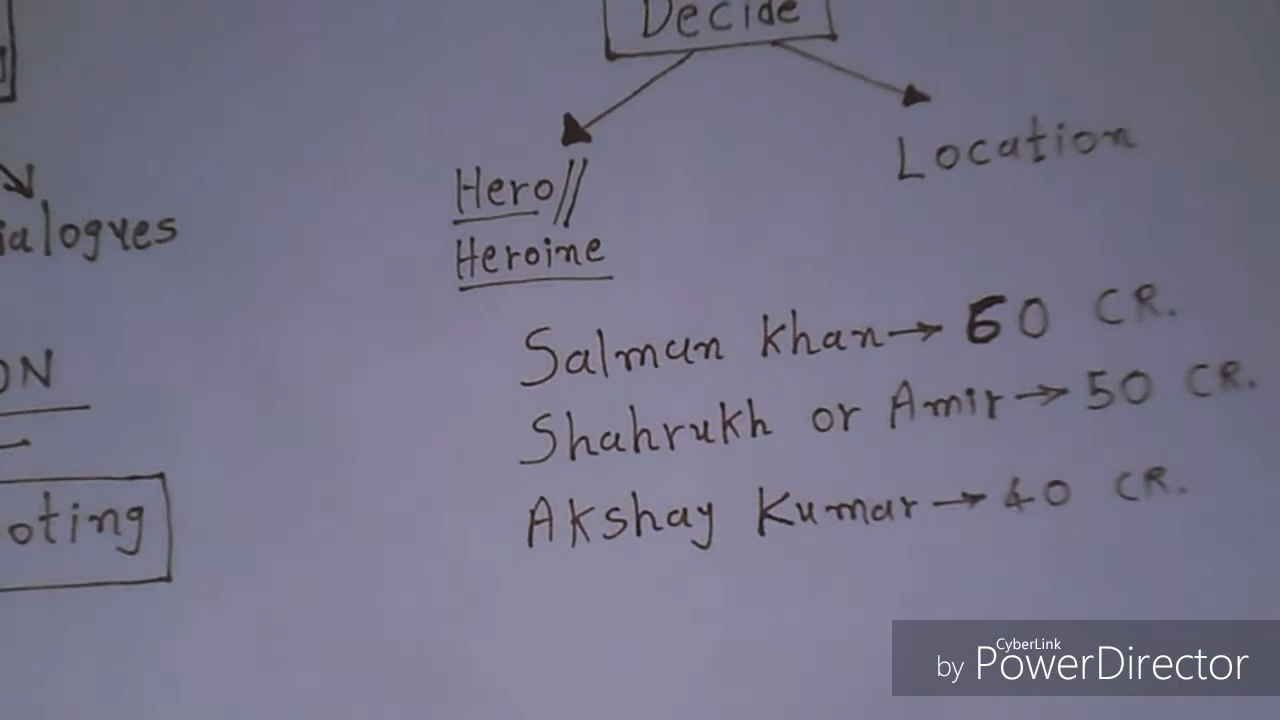 Decide
Hero//
Heroine
Location
ialogues
ON
oting
Salman Khan→ 60 CR.
Shahrukh or Amir→ 50 CR.
Akshay Kumar→ 40 CR.
CyberLink
by PowerDirector